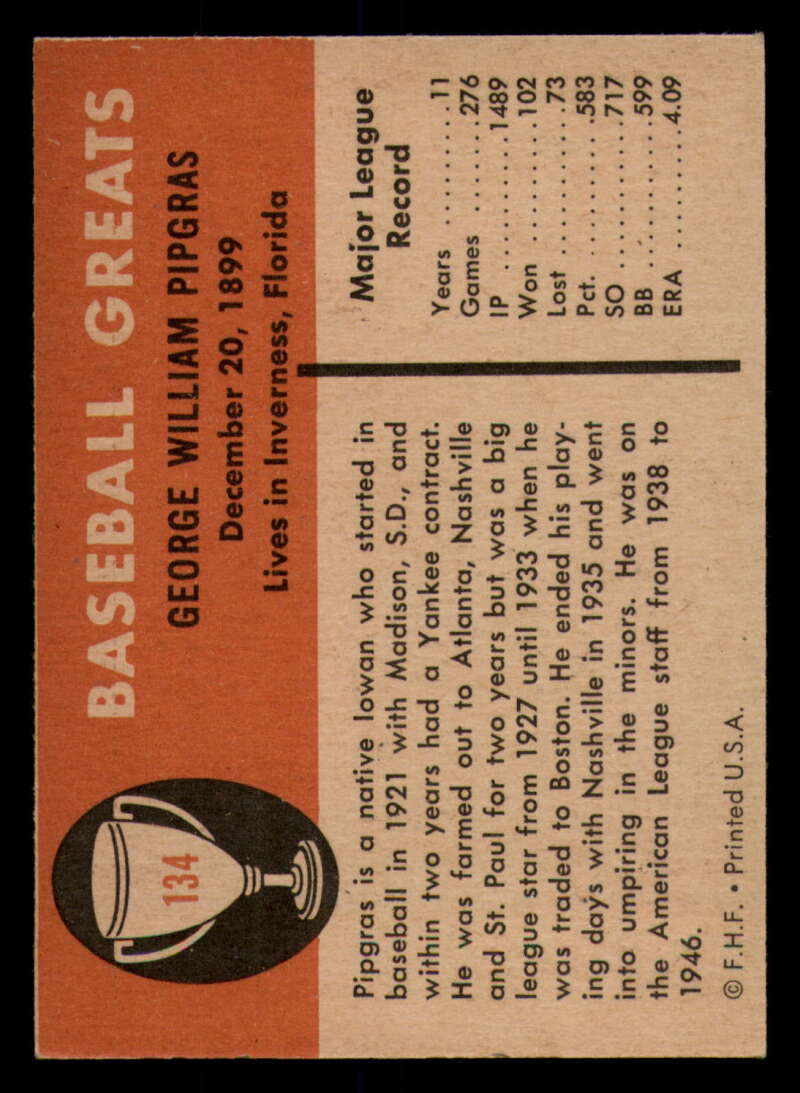 134
BASEBALL GREATS
GEORGE WILLIAM PIPGRAS
December 20, 1899
Lives in Inverness, Florida
Pipgras is a native Iowan who started in
baseball in 1921 with Madison, S.D., and
within two years had a Yankee contract.
He was farmed out to Atlanta, Nashville
and St. Paul for two years but was a big
league star from 1927 until 1933 when he
was traded to Boston. He ended his play-
ing days with Nashville in 1935 and went
into umpiring in the minors. He was on
the American League staff from 1938 to
1946.
© F.H.F. • Printed U.S.A.
Major League
Record
Years ......... 11
Games ....... 276
IP .......... 1489
Won ........ 102
Lost .......... 73
Pct. ........ .583
SO ......... 717
BB ......... 599
ERA ........ 4.09